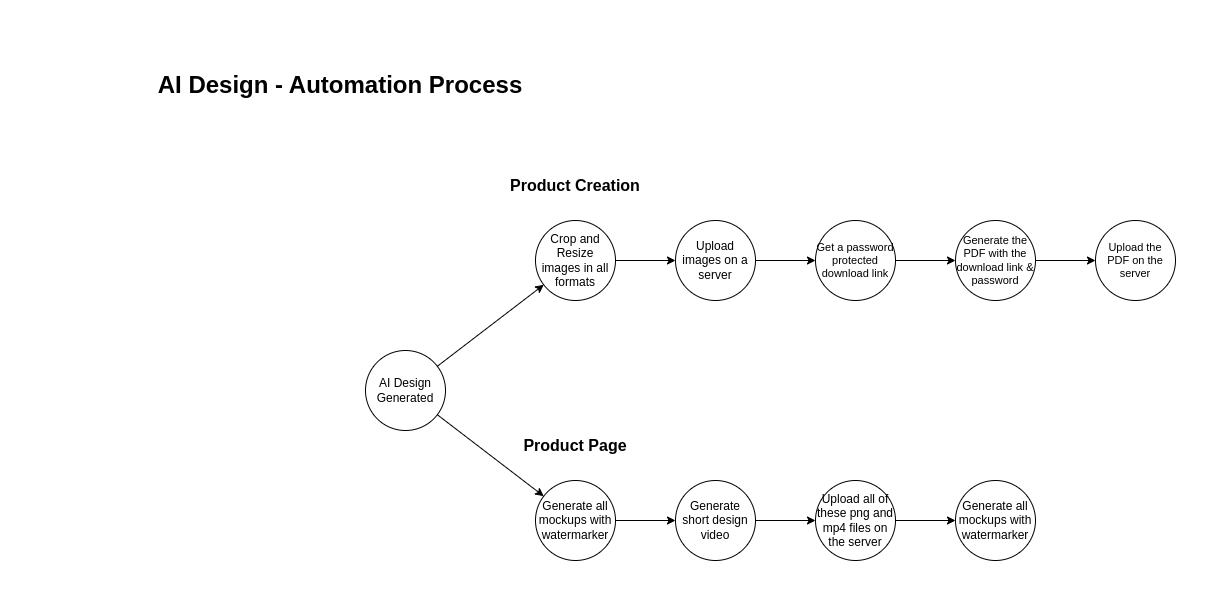 AI Design - Automation Process
Product Creation
Crop and
Resize
images in all
formats
Upload
images on a
server
Get a password
protected
download link
Generate the
PDF with the
download link &
password
Upload the
PDF on the
server
AI Design
Generated
Product Page
Generate all
mockups with
watermarker
Generate
short design
video
Upload all of
these png and
mp4 files on
the server
Generate all
mockups with
watermarker